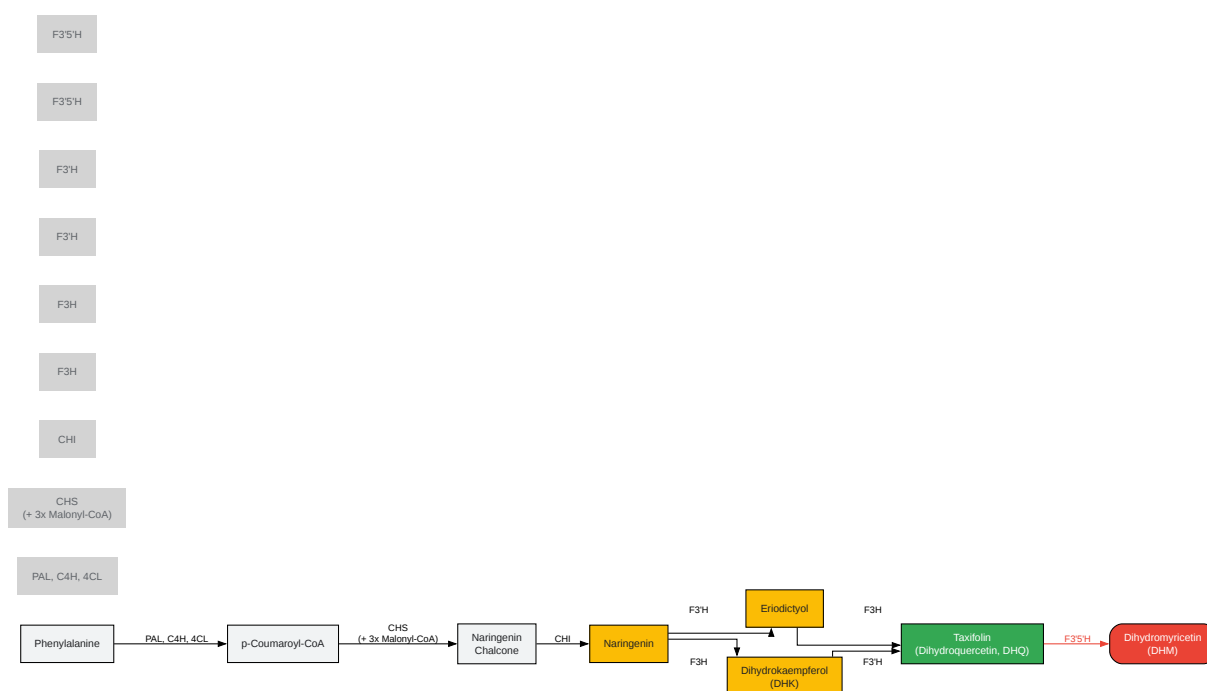 F3'5'H
F3'5'H
F3'H
F3'H
F3H
F3H
CHI
CHS
(+ 3x Malonyl-CoA)
PAL, C4H, 4CL
Phenylalanine
PAL, C4H, 4CL
p-Coumaroyl-CoA
CHS
(+ 3x Malonyl-CoA)
Naringenin
Chalcone
CHI
Naringenin
F3'H
F3H
Eriodictyol
Dihydrokaempferol
(DHK)
F3H
F3'H
Taxifolin
(Dihydroquercetin, DHQ)
F3'5'H
Dihydromyricetin
(DHM)